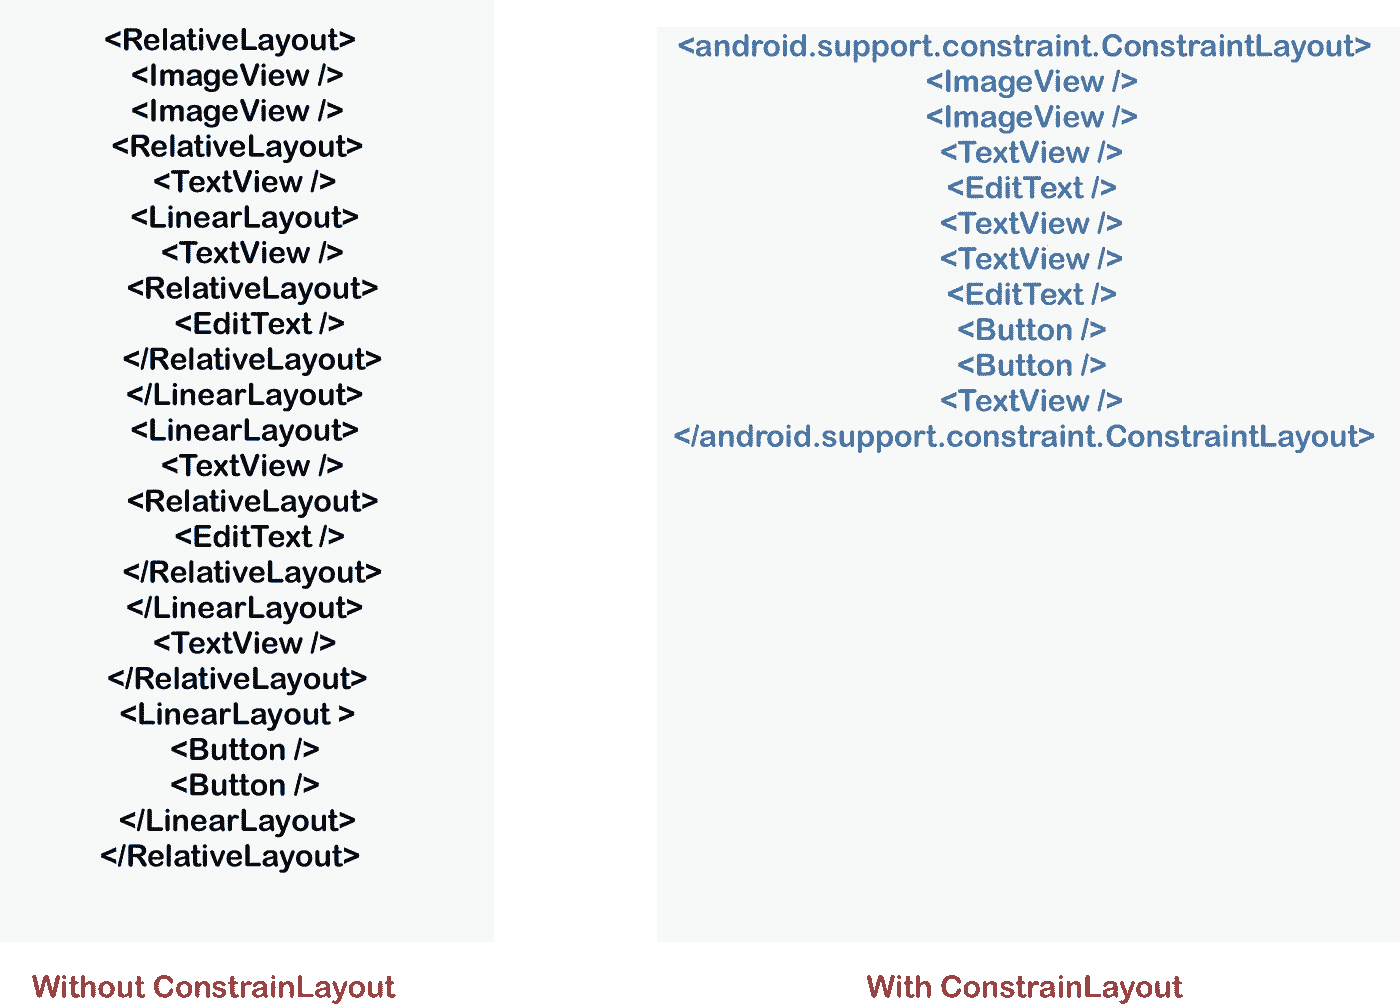 <RelativeLayout>
<ImageView />
<ImageView />
<RelativeLayout>
<TextView />
<LinearLayout>
<TextView />
<RelativeLayout>
<EditText />
</RelativeLayout>
</LinearLayout>
<LinearLayout>
<TextView />
<RelativeLayout>
<EditText />
</RelativeLayout>
</LinearLayout>
<TextView />
</RelativeLayout>
<LinearLayout >
<Button />
<Button />
</LinearLayout>
</RelativeLayout>
Without ConstrainLayout
<android.support.constraint.ConstraintLayout>
<ImageView />
<ImageView />
<TextView />
<EditText />
<TextView />
<TextView />
<EditText />
<Button />
<Button />
<TextView />
</android.support.constraint.ConstraintLayout>
With ConstrainLayout